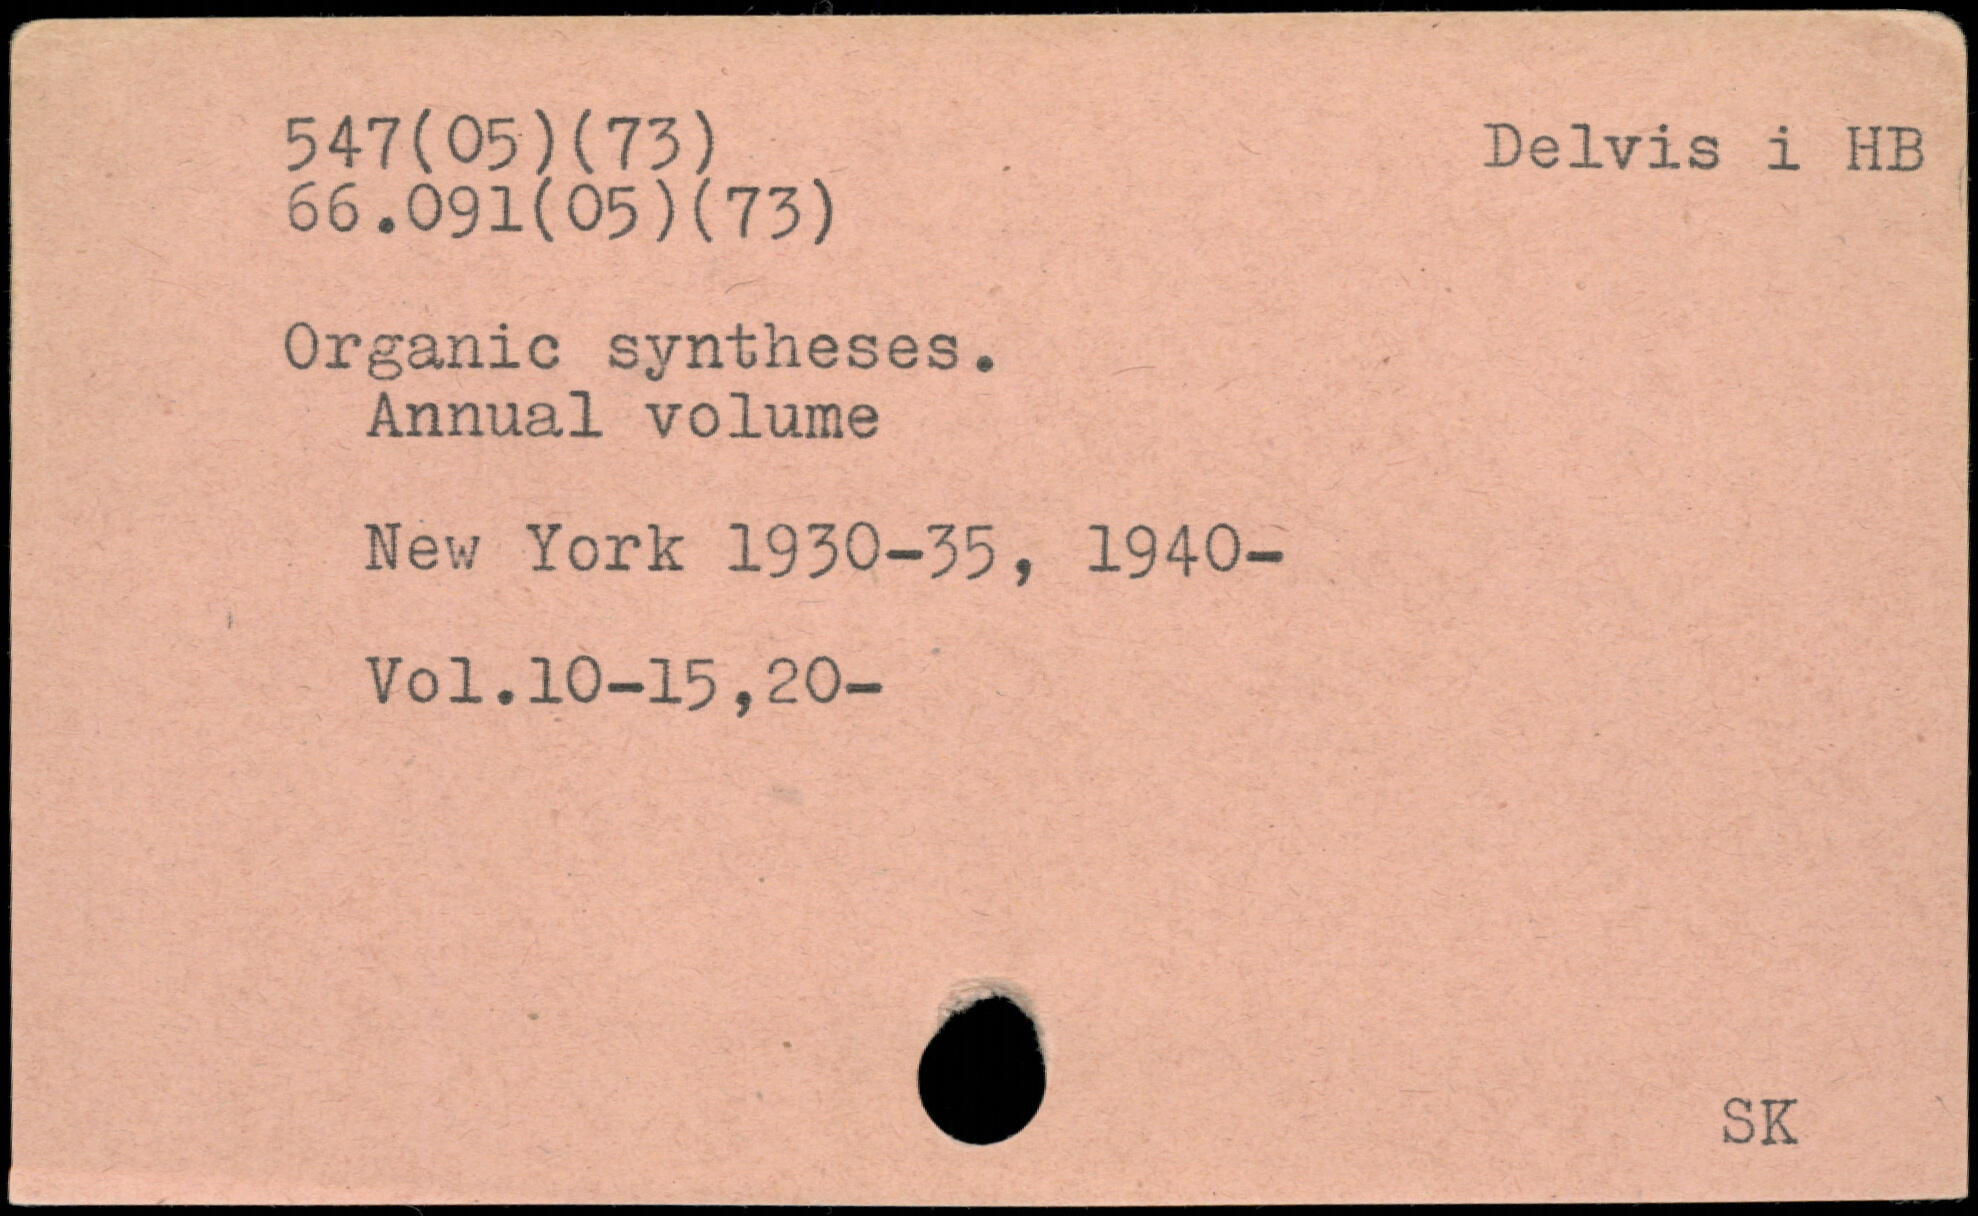 547(05)(73) Delvis i HB
66.091(05)(73)
Organic syntheses.
Annual volume
New York 1930-35, 1940-
Vol.10-15,20-
SK